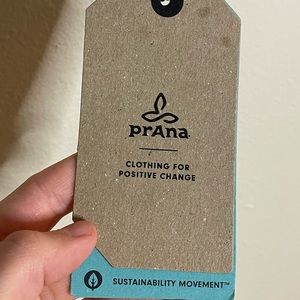 prAna
CLOTHING FOR
POSITIVE CHANGE
SUSTAINABILITY MOVEMENT™